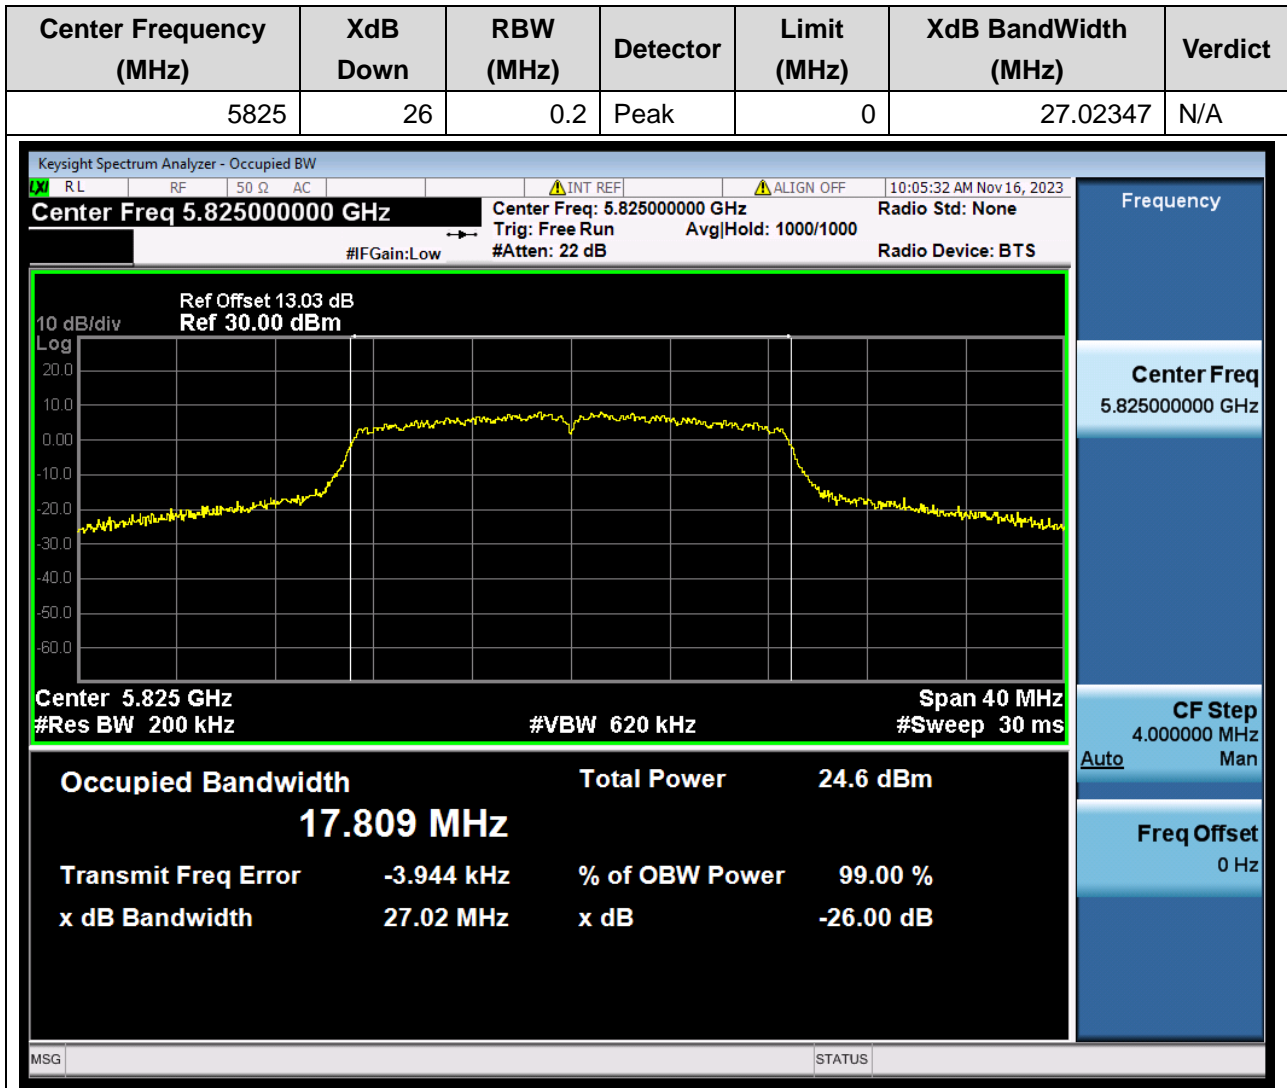 Center Frequency (MHz) XdB Down RBW (MHz) Detector Limit (MHz) XdB BandWidth (MHz) Verdict
5825 26 0.2 Peak 0 27.02347 N/A
Keysight Spectrum Analyzer - Occupied BW
LXI RL RF 50 Ω AC INT REF ALIGN OFF 10:05:32 AM Nov 16, 2023
Center Freq 5.825000000 GHz
Center Freq: 5.825000000 GHz
Radio Std: None
Trig: Free Run Avg|Hold: 1000/1000
#IFGain:Low
#Atten: 22 dB
Radio Device: BTS
Ref Offset 13.03 dB
10 dB/div Ref 30.00 dBm
Log
20.0
10.0
0.00
-10.0
-20.0
-30.0
-40.0
-50.0
-60.0
Center 5.825 GHz Span 40 MHz
#Res BW 200 kHz #VBW 620 kHz #Sweep 30 ms
Occupied Bandwidth Total Power 24.6 dBm
17.809 MHz
Transmit Freq Error -3.944 kHz % of OBW Power 99.00 %
x dB Bandwidth 27.02 MHz x dB -26.00 dB
Frequency
Center Freq
5.825000000 GHz
CF Step
4.000000 MHz
Auto Man
Freq Offset
0 Hz
MSG STATUS